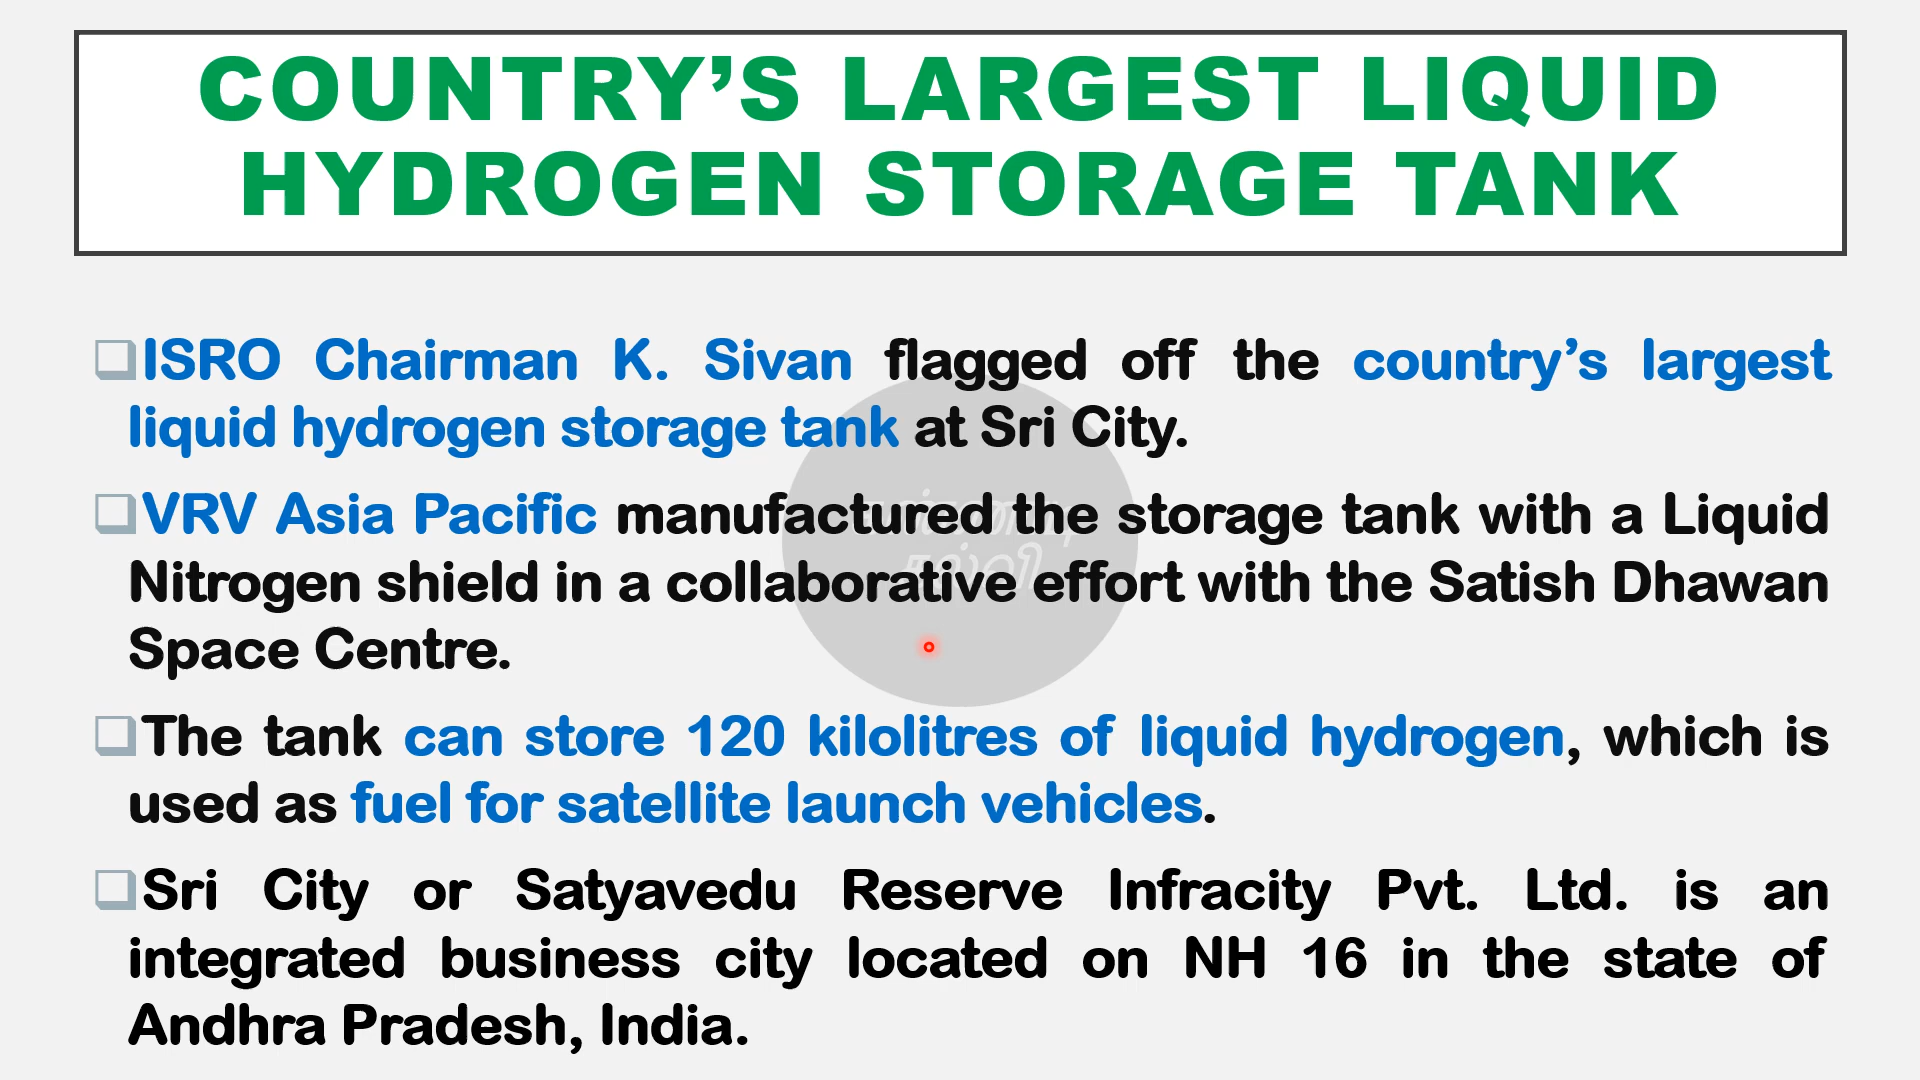 COUNTRY’S LARGEST LIQUID
HYDROGEN STORAGE TANK
ISRO Chairman K. Sivan flagged off the country’s largest
liquid hydrogen storage tank at Sri City.
VRV Asia Pacific manufactured the storage tank with a Liquid
Nitrogen shield in a collaborative effort with the Satish Dhawan
Space Centre.
The tank can store 120 kilolitres of liquid hydrogen, which is
used as fuel for satellite launch vehicles.
Sri City or Satyavedu Reserve Infracity Pvt. Ltd. is an
integrated business city located on NH 16 in the state of
Andhra Pradesh, India.